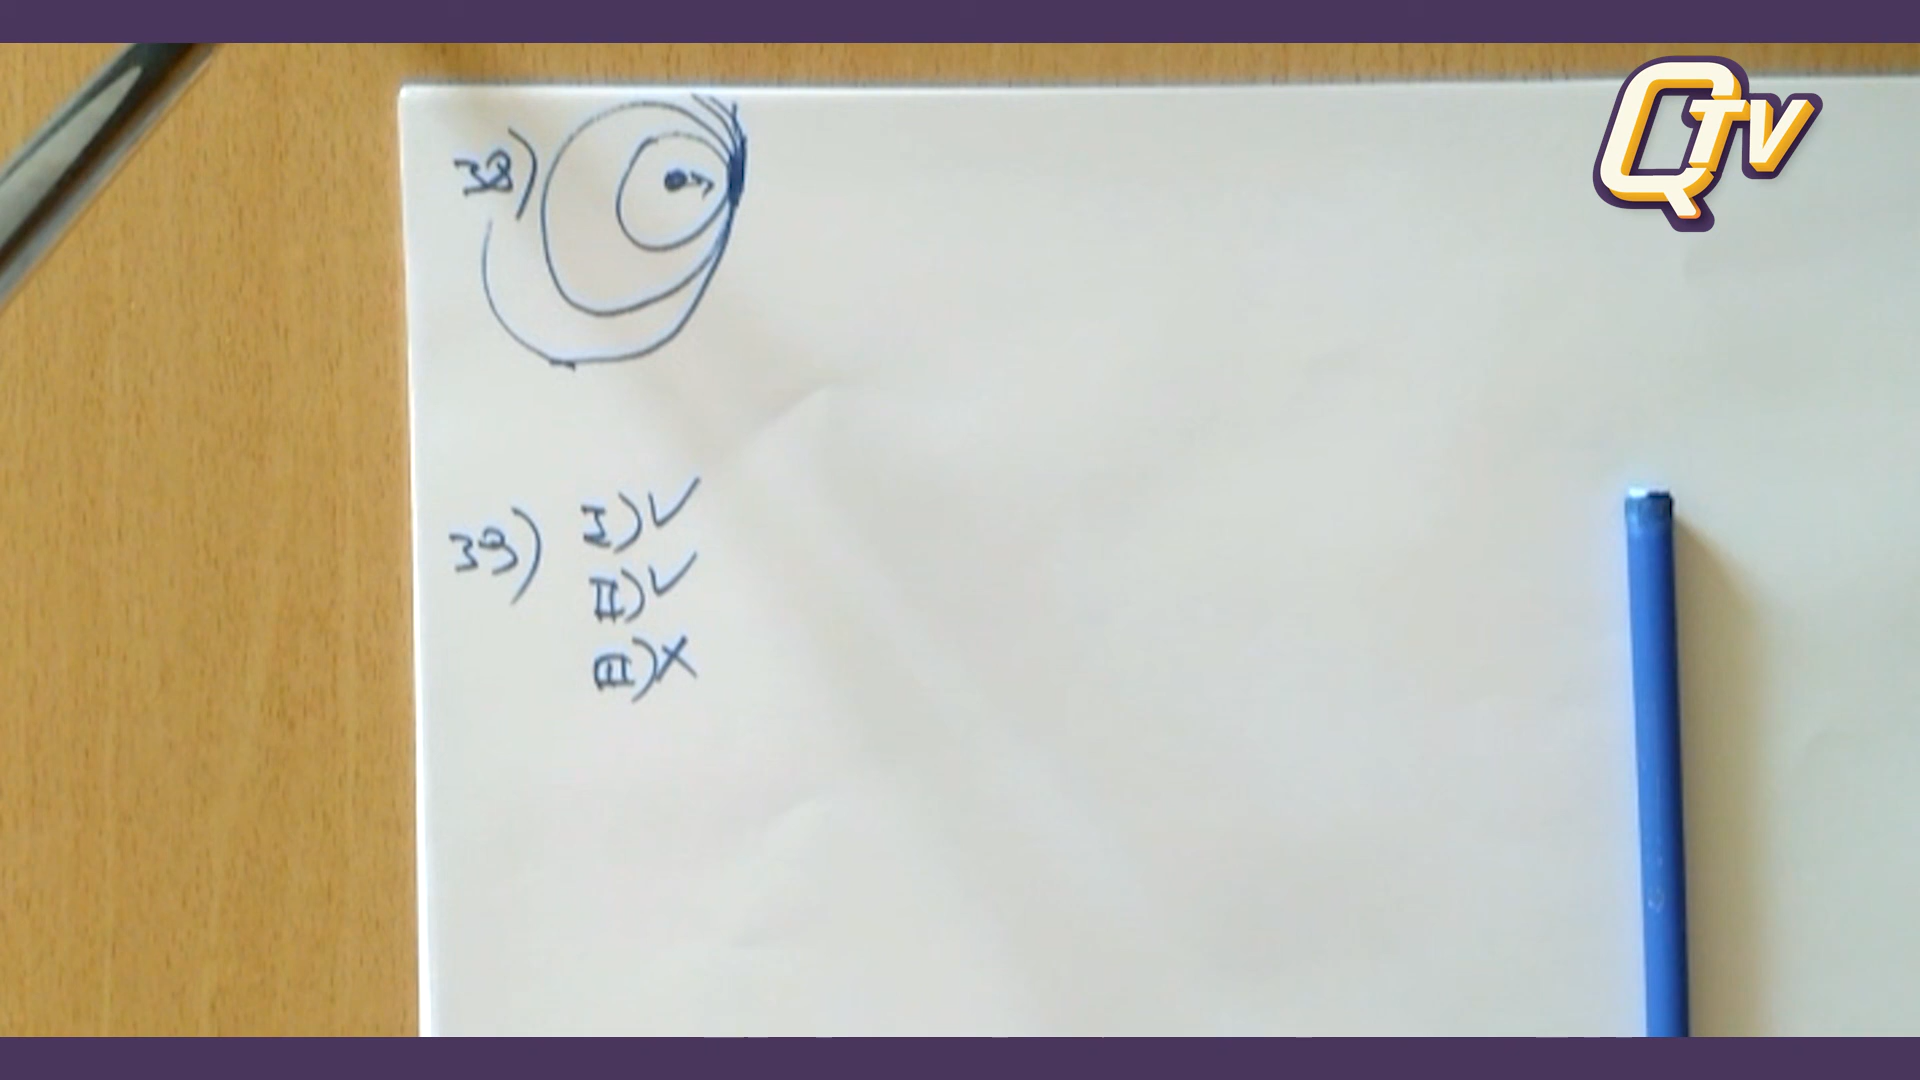 QTV
38)
39) I) ✓
II) ✓
III) X